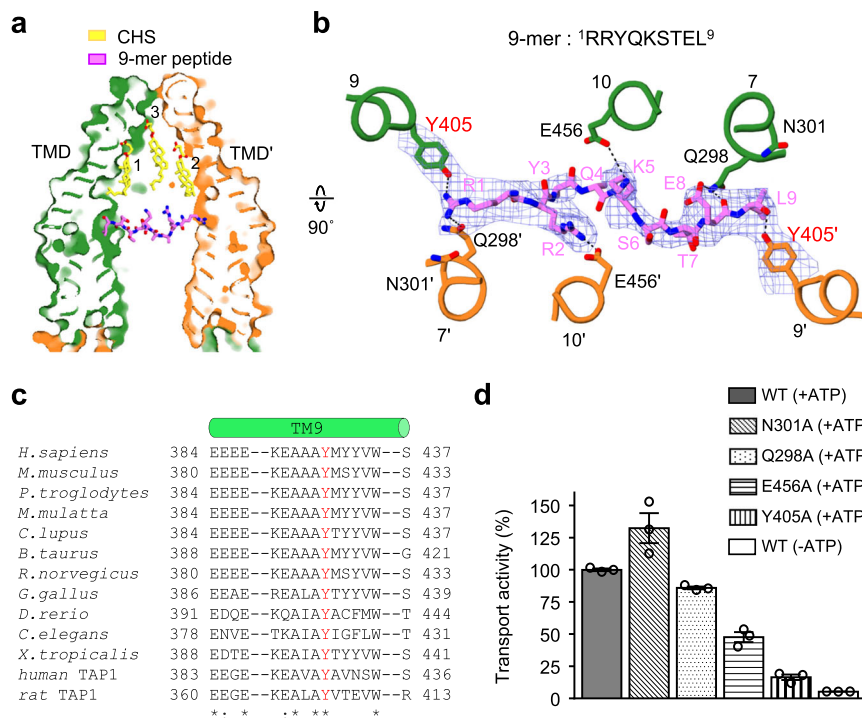 a
CHS
9-mer peptide
TMD
TMD'
1
2
3
90°
b
9-mer : ¹RRYQKSTEL⁹
9
10
7
Y405
E456
N301
Q298
R1
Y3
Q4
K5
E8
L9
R2
S6
T7
Q298'
N301'
E456'
Y405'
7'
10'
9'
c
TM9
H.sapiens 384 EEEE--KEAAAYMYYVW--S 437
M.musculus 380 EEEE--KEAAAYMSYVW--S 433
P.troglodytes 384 EEEE--KEAAAYMYYVW--S 437
M.mulatta 384 EEEE--KEAAAYMYYVW--S 437
C.lupus 384 EEEE--KEAAAYTYYVW--S 437
B.taurus 388 EEEE--KEAAAYMYYVW--G 421
R.norvegicus 380 EEEE--KEAAAYMSYVW--S 433
G.gallus 386 EEAE--REALAYTYYVW--S 439
D.rerio 391 EDQE--KQAIAYACFMW--T 444
C.elegans 378 ENVE--TKAIAYIGFLW--T 431
X.tropicalis 388 EDTE--KEAIAYTYYVW--S 441
human TAP1 383 EEGE--KEAVAYAVNSW--S 436
rat TAP1 360 EEGE--KEALAYVTEVW--R 413
*. * .* ** *
d
WT (+ATP)
N301A (+ATP
Q298A (+ATP
E456A (+ATP
Y405A (+ATP
WT (-ATP)
Transport activity (%)
150
125
100
75
50
25
0